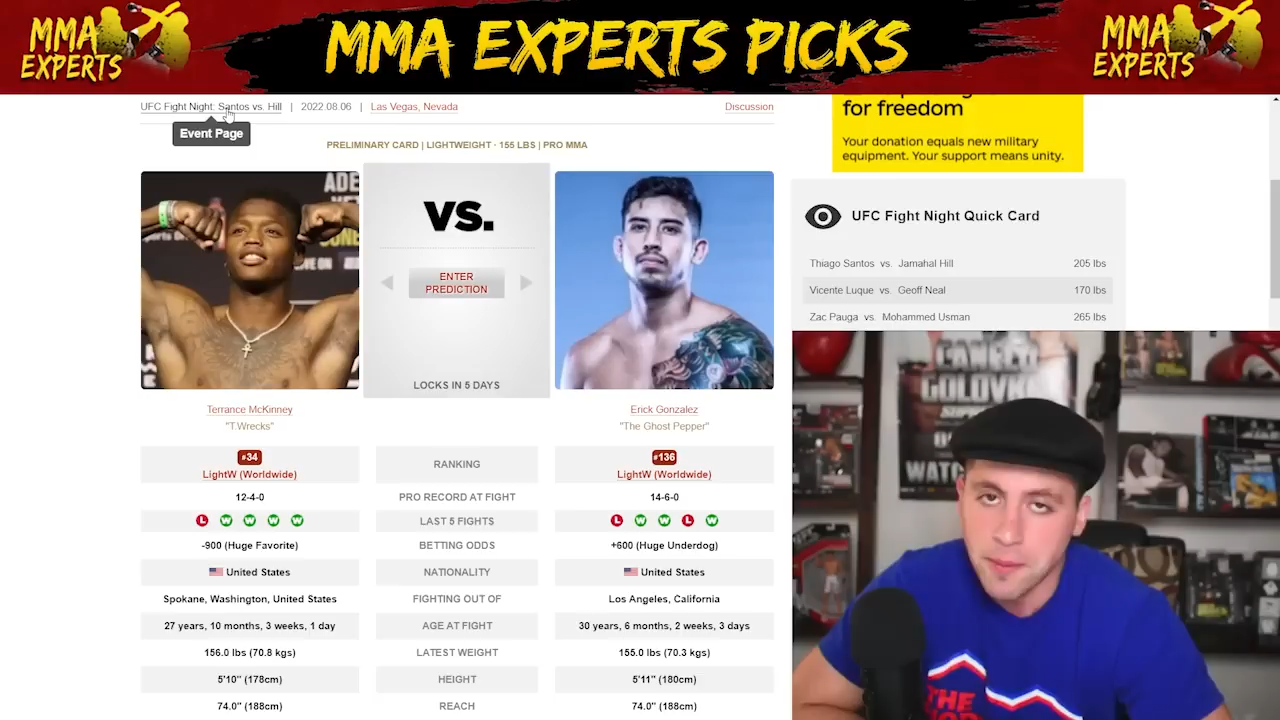 MMA EXPERTS
MMA EXPERTS PICKS
MMA EXPERTS
UFC Fight Night: Santos vs. Hill | 2022.08.06 | Las Vegas, Nevada
Discussion
Event Page
PRELIMINARY CARD | LIGHTWEIGHT · 155 LBS | PRO MMA
VS.
ENTER
PREDICTION
LOCKS IN 5 DAYS
Terrance McKinney
"T.Wrecks"
Erick Gonzalez
"The Ghost Pepper"
#34
LightW (Worldwide)
RANKING
#136
LightW (Worldwide)
12-4-0 PRO RECORD AT FIGHT 14-6-0
L W W W W LAST 5 FIGHTS L W W L W
-900 (Huge Favorite) BETTING ODDS +600 (Huge Underdog)
United States NATIONALITY United States
Spokane, Washington, United States FIGHTING OUT OF Los Angeles, California
27 years, 10 months, 3 weeks, 1 day AGE AT FIGHT 30 years, 6 months, 2 weeks, 3 days
156.0 lbs (70.8 kgs) LATEST WEIGHT 155.0 lbs (70.3 kgs)
5'10" (178cm) HEIGHT 5'11" (180cm)
74.0" (188cm) REACH 74.0" (188cm)
for freedom
Your donation equals new military
equipment. Your support means unity.
UFC Fight Night Quick Card
Thiago Santos vs. Jamahal Hill 205 lbs
Vicente Luque vs. Geoff Neal 170 lbs
Zac Pauga vs. Mohammed Usman 265 lbs
CANELO
GOLOVK
THE